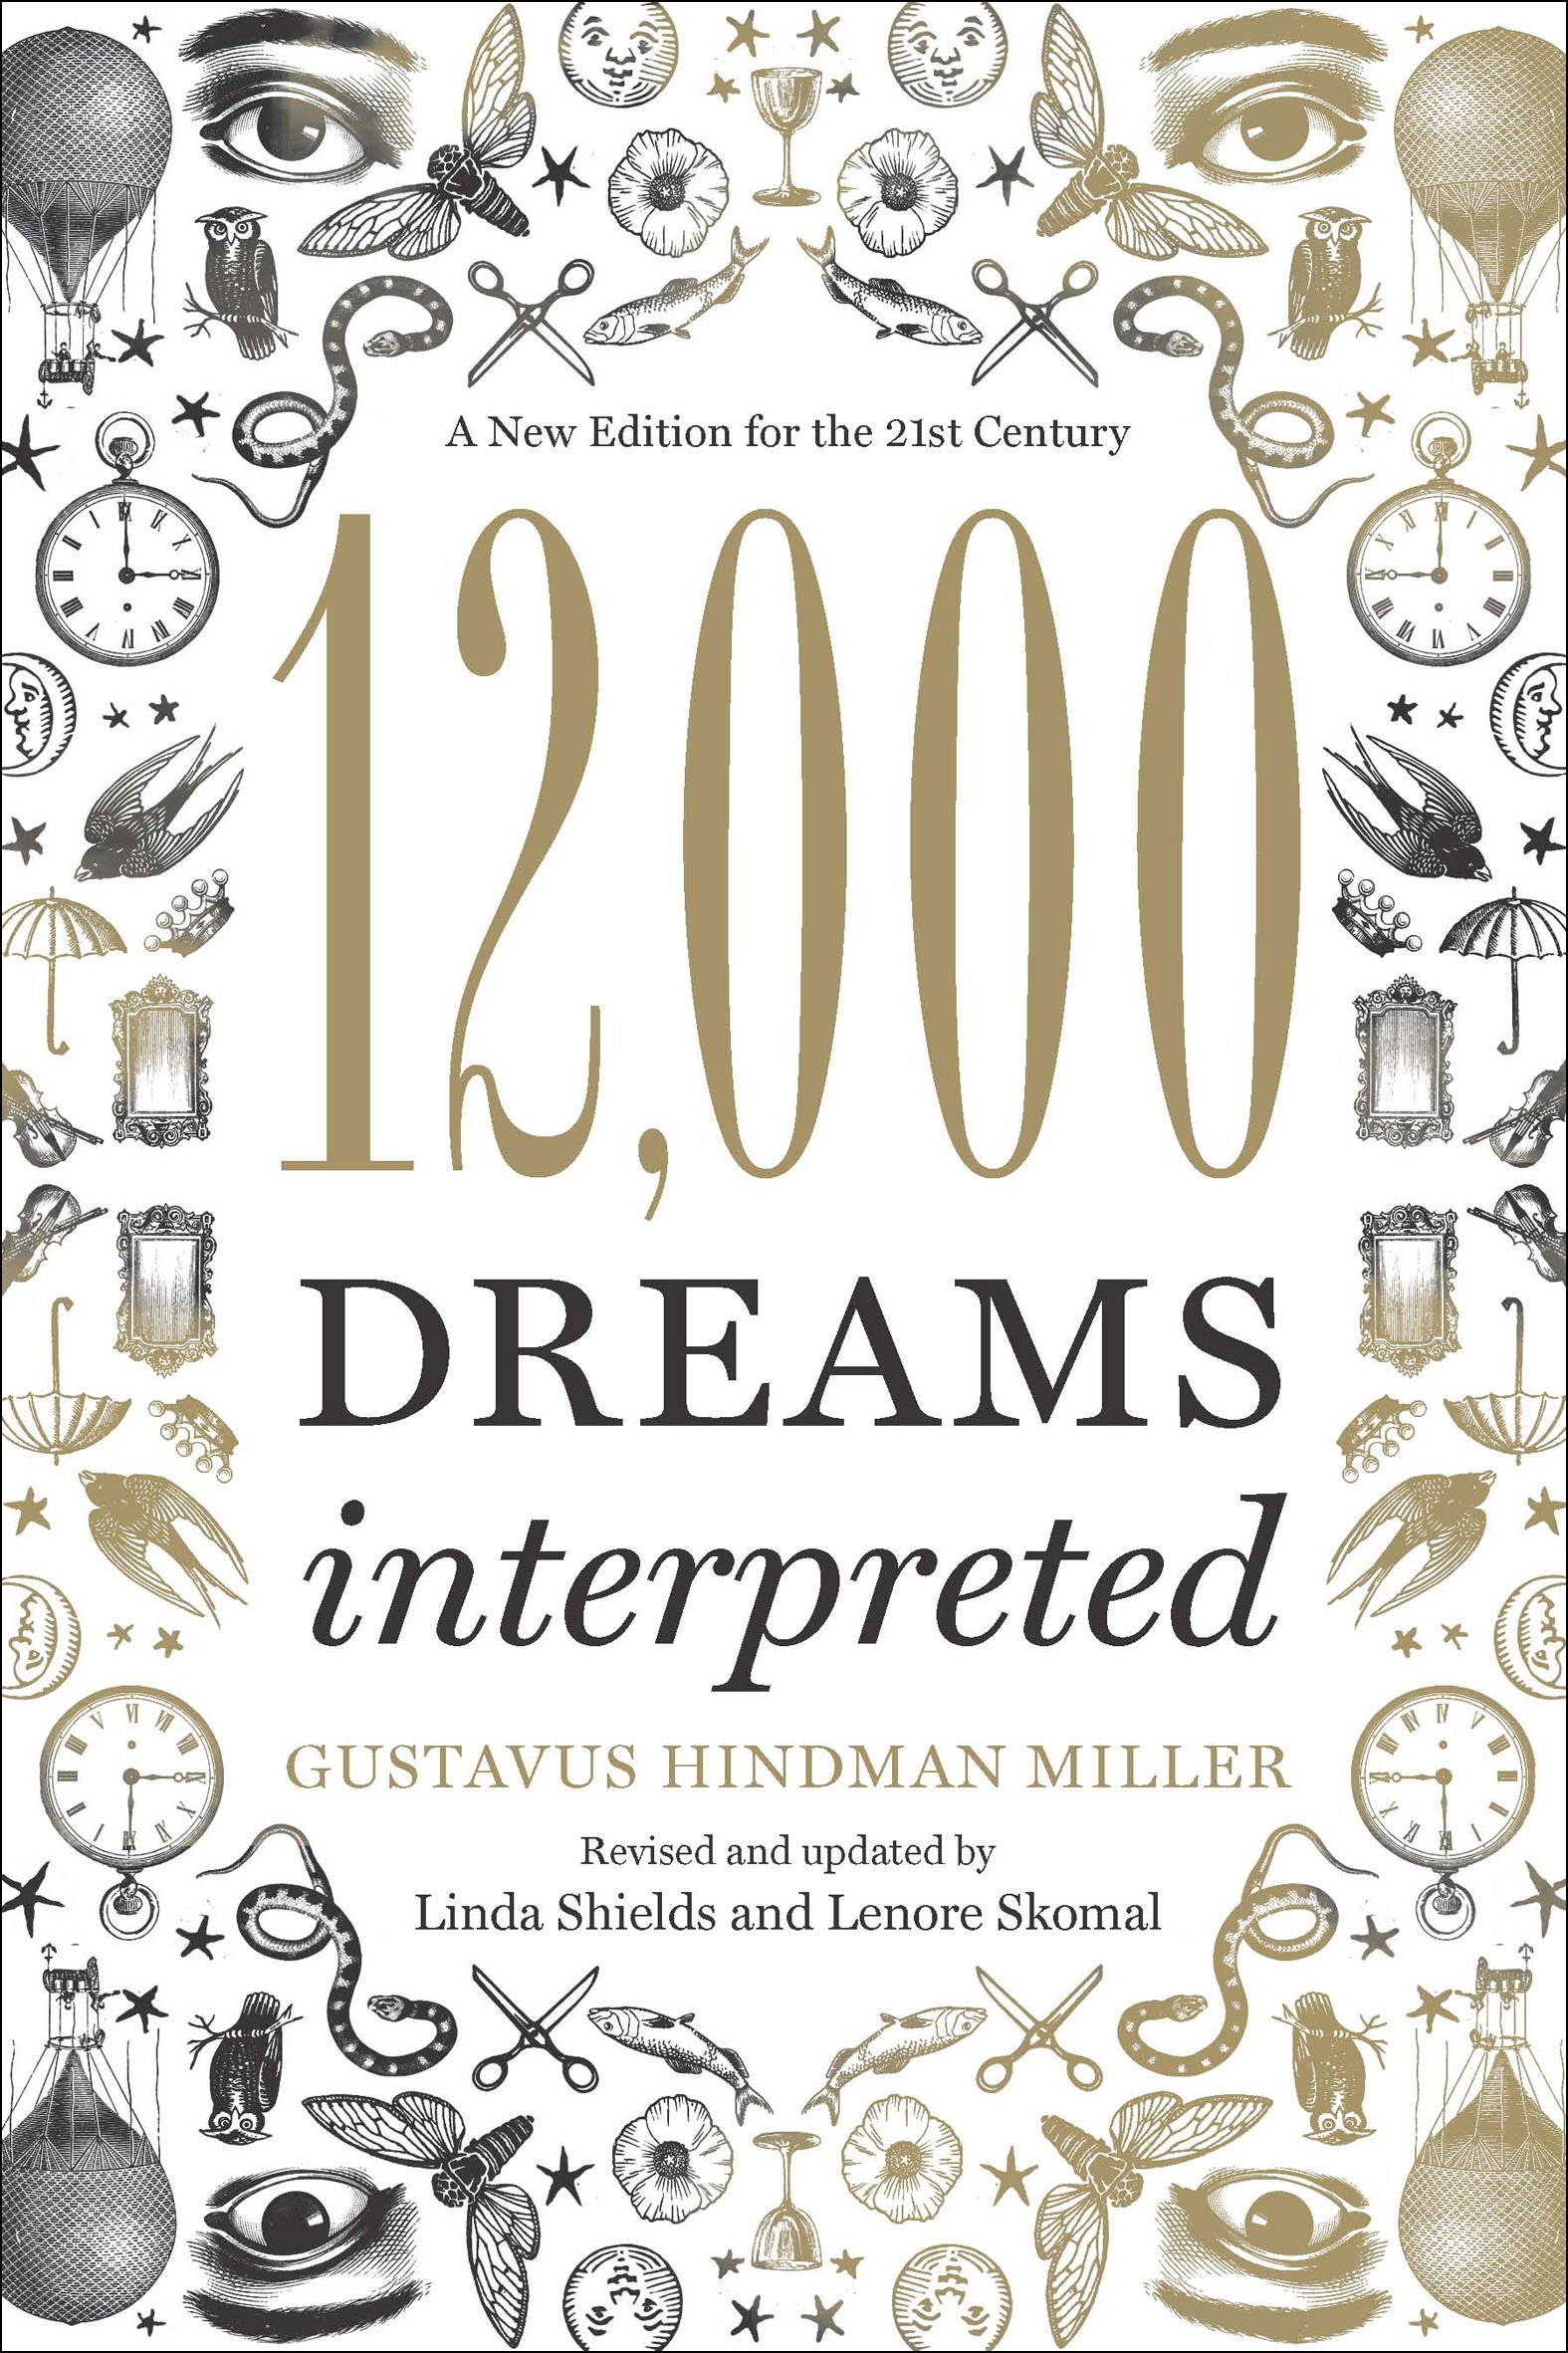 A New Edition for the 21st Century
12,000
DREAMS
interpreted
GUSTAVUS HINDMAN MILLER
Revised and updated by
Linda Shields and Lenore Skomal